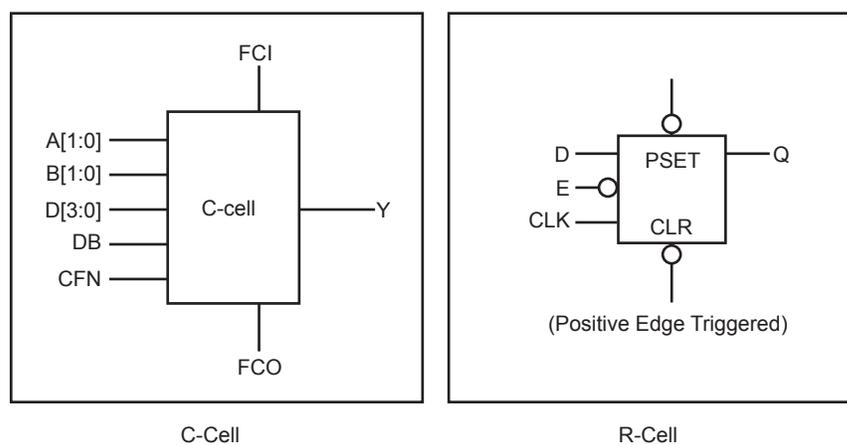 FCI
A[1:0]
B[1:0]
D[3:0]
DB
CFN
C-cell
Y
FCO
C-Cell
D
E
CLK
PSET
CLR
Q
(Positive Edge Triggered)
R-Cell